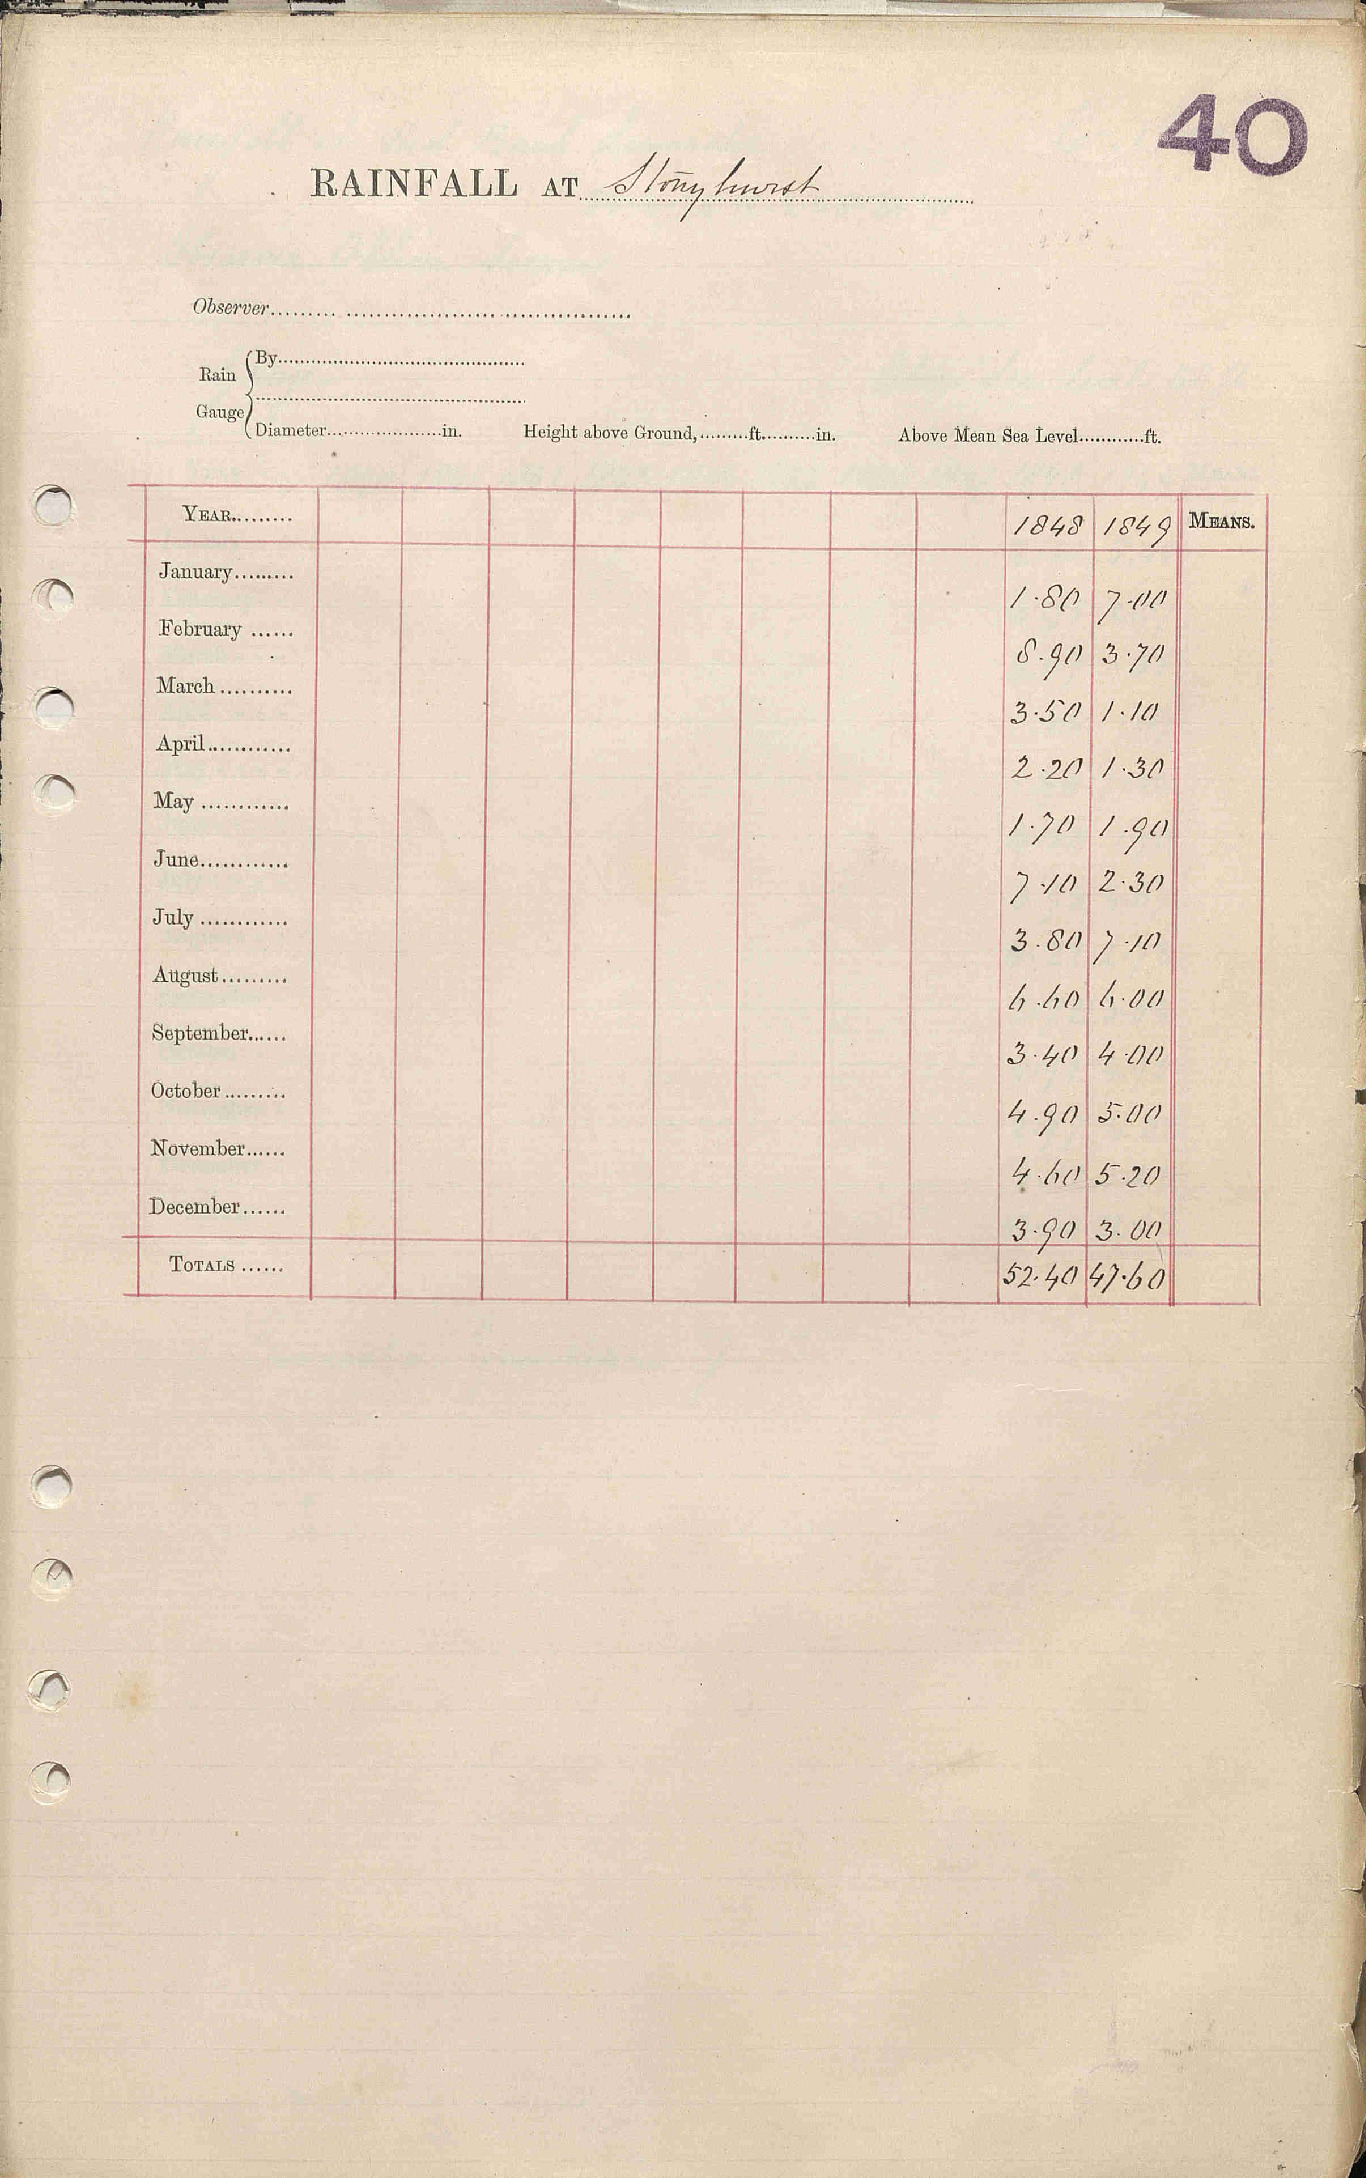 40
RAINFALL AT Stonyhurst
Observer
Rain Gauge { By
Diameter in. Height above Ground, ft. in. Above Mean Sea Level ft.
YEAR 1848 1849 MEANS.
January 1.80 7.00
February 8.90 3.70
March 3.50 1.10
April 2.20 1.30
May 1.70 1.90
June 7.10 2.30
July 3.80 7.10
August 6.60 6.00
September 3.40 4.00
October 4.90 5.00
November 4.60 5.20
December 3.90 3.00
TOTALS 52.40 47.60